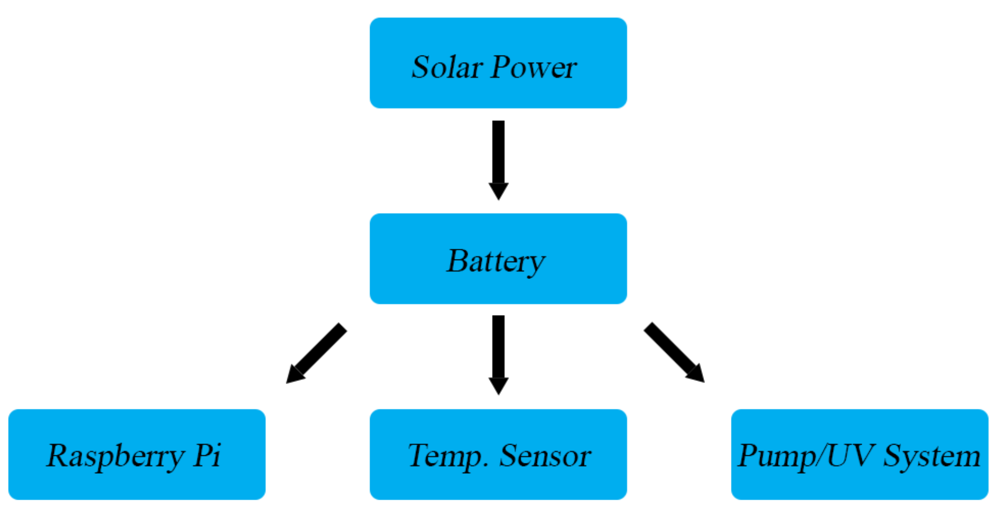 Solar Power
Battery
Raspberry Pi
Temp. Sensor
Pump/UV System